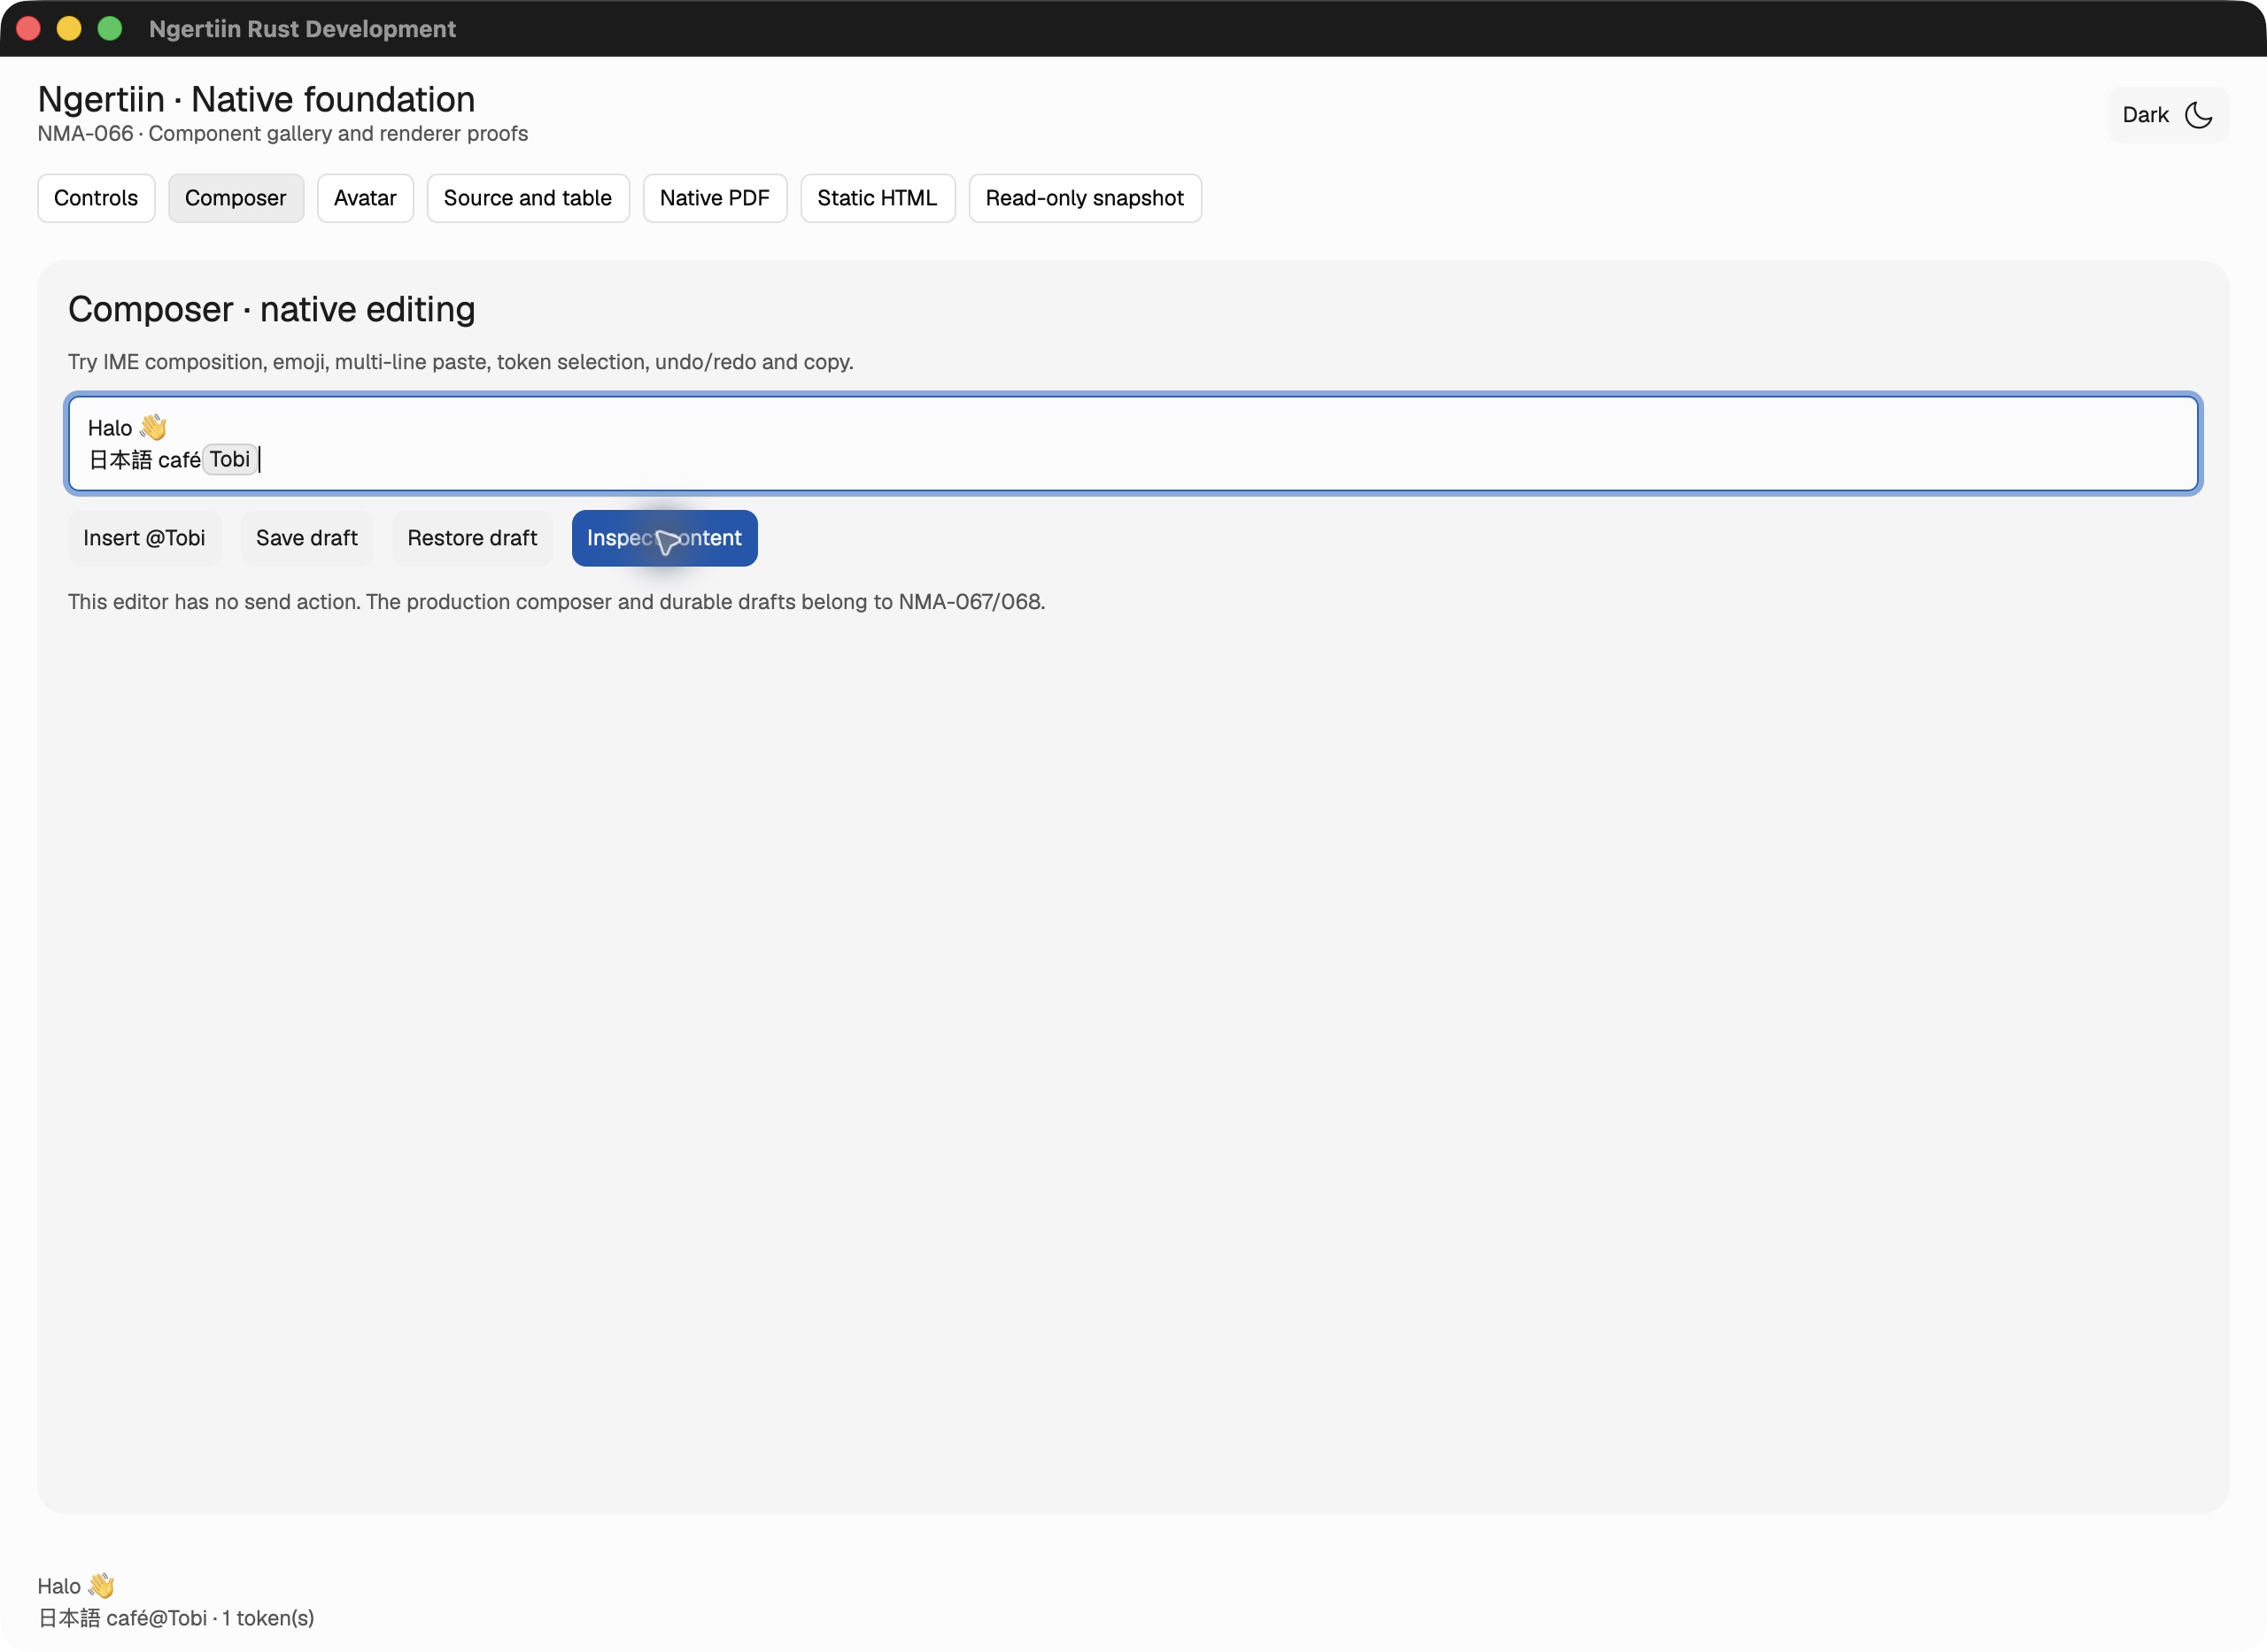 Ngertiin Rust Development
Ngertiin · Native foundation
NMA-066 · Component gallery and renderer proofs
Dark
Controls
Composer
Avatar
Source and table
Native PDF
Static HTML
Read-only snapshot
Composer · native editing
Try IME composition, emoji, multi-line paste, token selection, undo/redo and copy.
Halo 👋
日本語 café Tobi
Insert @Tobi
Save draft
Restore draft
Inspect content
This editor has no send action. The production composer and durable drafts belong to NMA-067/068.
Halo 👋
日本語 café@Tobi · 1 token(s)